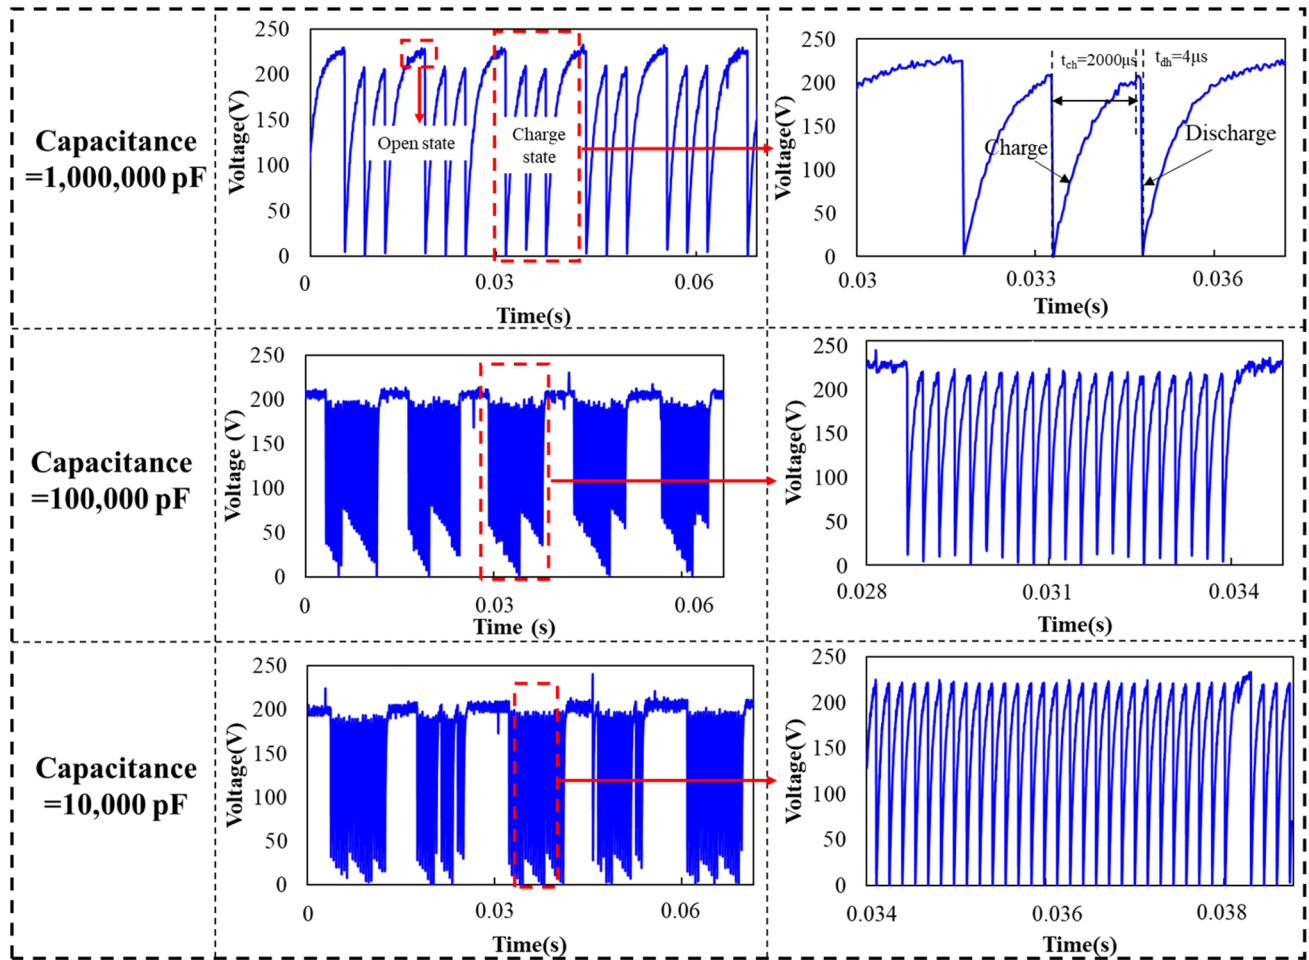 Capacitance
=1,000,000 pF
250
200
150
100
50
0
Voltage(V)
Open state
Charge
state
0
0.03
0.06
Time(s)
250
200
150
100
50
0
Voltage(V)
t_ch=2000μs
t_dh=4μs
Charge
Discharge
0.03
0.033
0.036
Time(s)
Capacitance
=100,000 pF
250
200
150
100
50
0
Voltage (V)
0
0.03
0.06
Time (s)
250
200
150
100
50
0
Voltage(V)
0.028
0.031
0.034
Time(s)
Capacitance
=10,000 pF
250
200
150
100
50
0
Voltage(V)
0
0.03
0.06
Time(s)
250
200
150
100
50
0
Voltage(V)
0.034
0.036
0.038
Time(s)